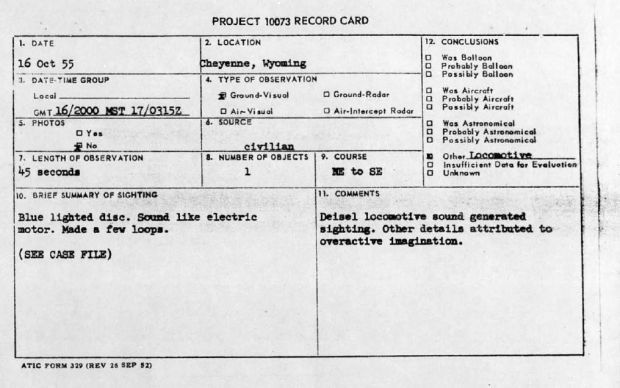 PROJECT 10073 RECORD CARD
1. DATE
16 Oct 55
2. LOCATION
Cheyenne, Wyoming
3. DATE-TIME GROUP
Local
GMT 16/2000 MST 17/0315Z
4. TYPE OF OBSERVATION
Ground-Visual
Ground-Radar
Air-Visual
Air-Intercept Radar
5. PHOTOS
Yes
No
6. SOURCE
civilian
7. LENGTH OF OBSERVATION
45 seconds
8. NUMBER OF OBJECTS
1
9. COURSE
NE to SE
10. BRIEF SUMMARY OF SIGHTING
Blue lighted disc. Sound like electric
motor. Made a few loops.
(SEE CASE FILE)
11. COMMENTS
Deisel locomotive sound generated
sighting. Other details attributed to
overactive imagination.
12. CONCLUSIONS
Was Balloon
Probably Balloon
Possibly Balloon
Was Aircraft
Probably Aircraft
Possibly Aircraft
Was Astronomical
Probably Astronomical
Possibly Astronomical
Other Locomotive
Insufficient Data for Evaluation
Unknown
ATIC FORM 329 (REV 26 SEP 52)